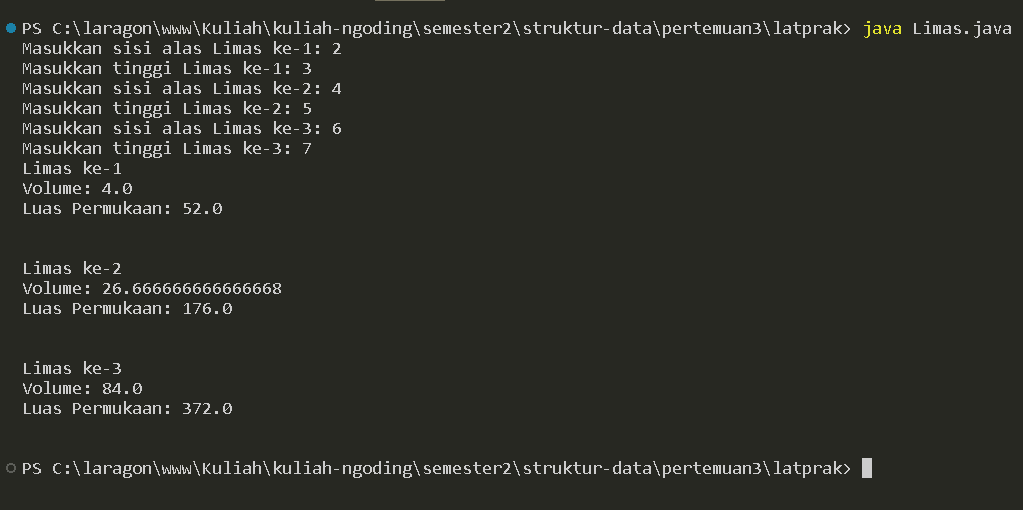 PS C:\laragon\www\Kuliah\kuliah-ngoding\semester2\struktur-data\pertemuan3\latprak> java Limas.java
Masukkan sisi alas Limas ke-1: 2
Masukkan tinggi Limas ke-1: 3
Masukkan sisi alas Limas ke-2: 4
Masukkan tinggi Limas ke-2: 5
Masukkan sisi alas Limas ke-3: 6
Masukkan tinggi Limas ke-3: 7
Limas ke-1
Volume: 4.0
Luas Permukaan: 52.0
Limas ke-2
Volume: 26.666666666666668
Luas Permukaan: 176.0
Limas ke-3
Volume: 84.0
Luas Permukaan: 372.0
PS C:\laragon\www\Kuliah\kuliah-ngoding\semester2\struktur-data\pertemuan3\latprak>